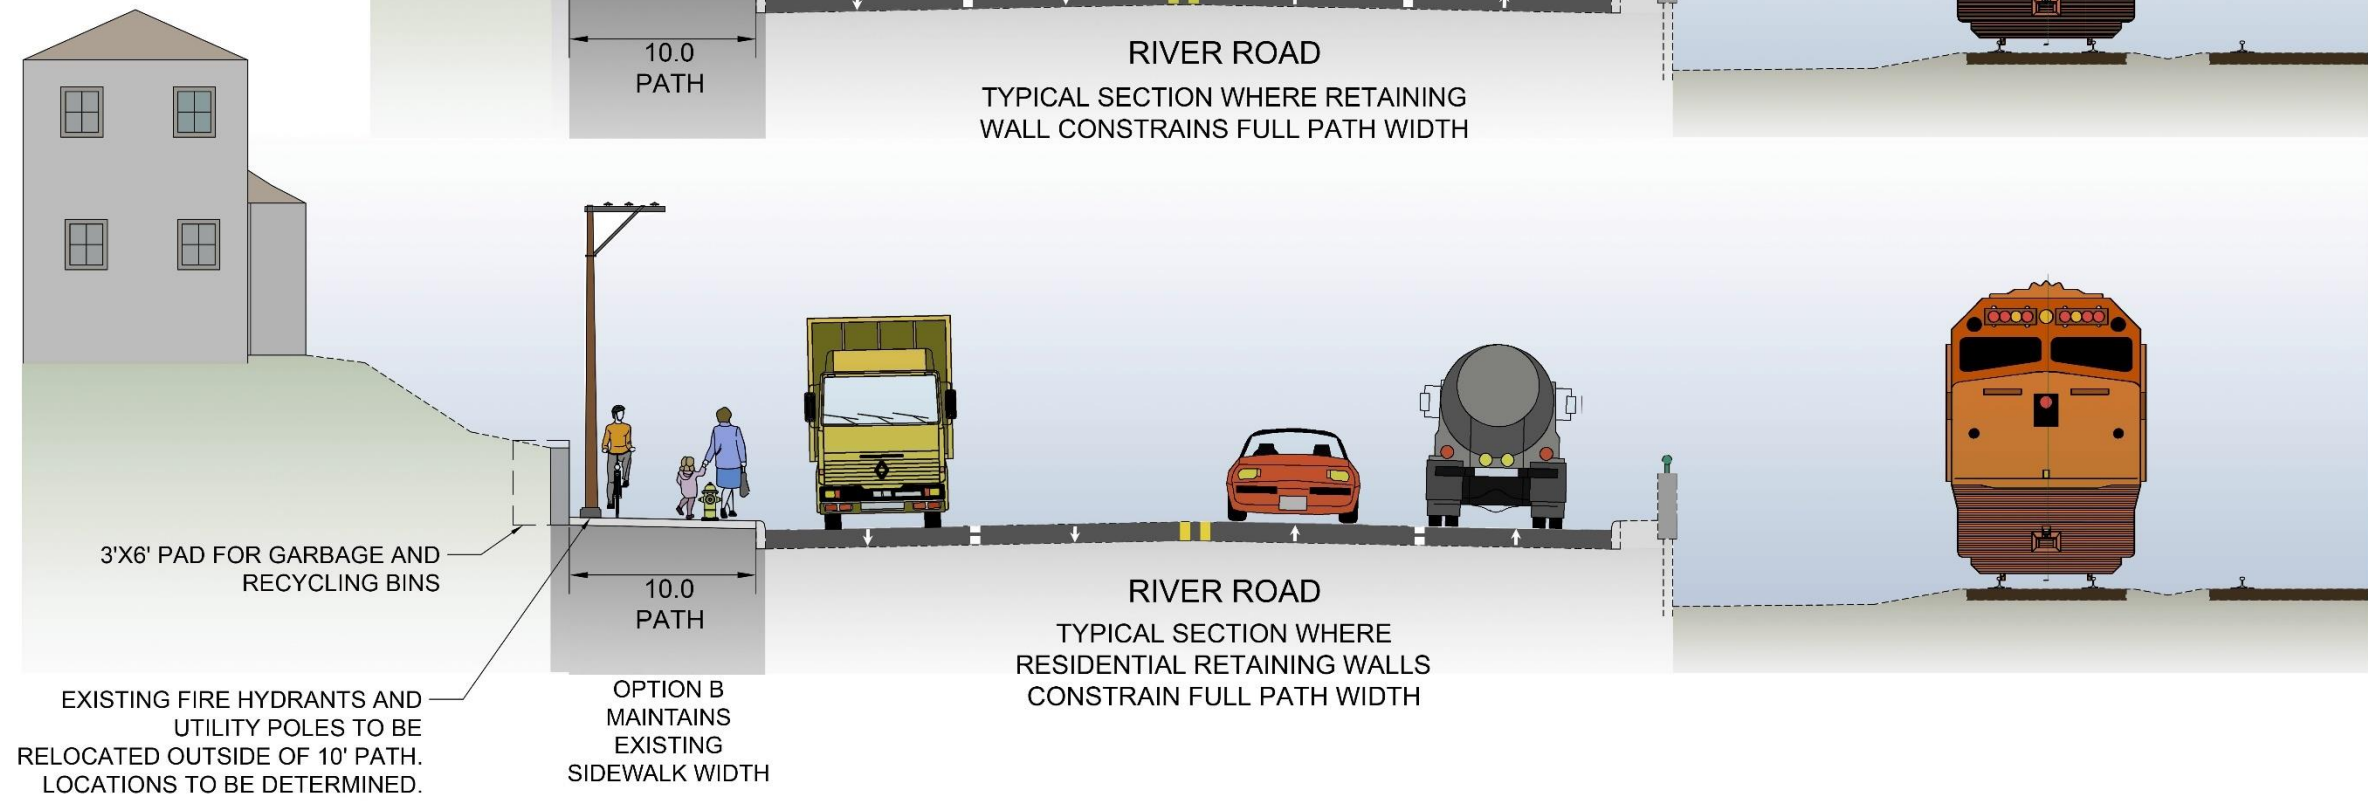 10.0
PATH
RIVER ROAD
TYPICAL SECTION WHERE RETAINING
WALL CONSTRAINS FULL PATH WIDTH
3'X6' PAD FOR GARBAGE AND
RECYCLING BINS
10.0
PATH
RIVER ROAD
TYPICAL SECTION WHERE
RESIDENTIAL RETAINING WALLS
CONSTRAIN FULL PATH WIDTH
EXISTING FIRE HYDRANTS AND
UTILITY POLES TO BE
RELOCATED OUTSIDE OF 10' PATH.
LOCATIONS TO BE DETERMINED.
OPTION B
MAINTAINS
EXISTING
SIDEWALK WIDTH